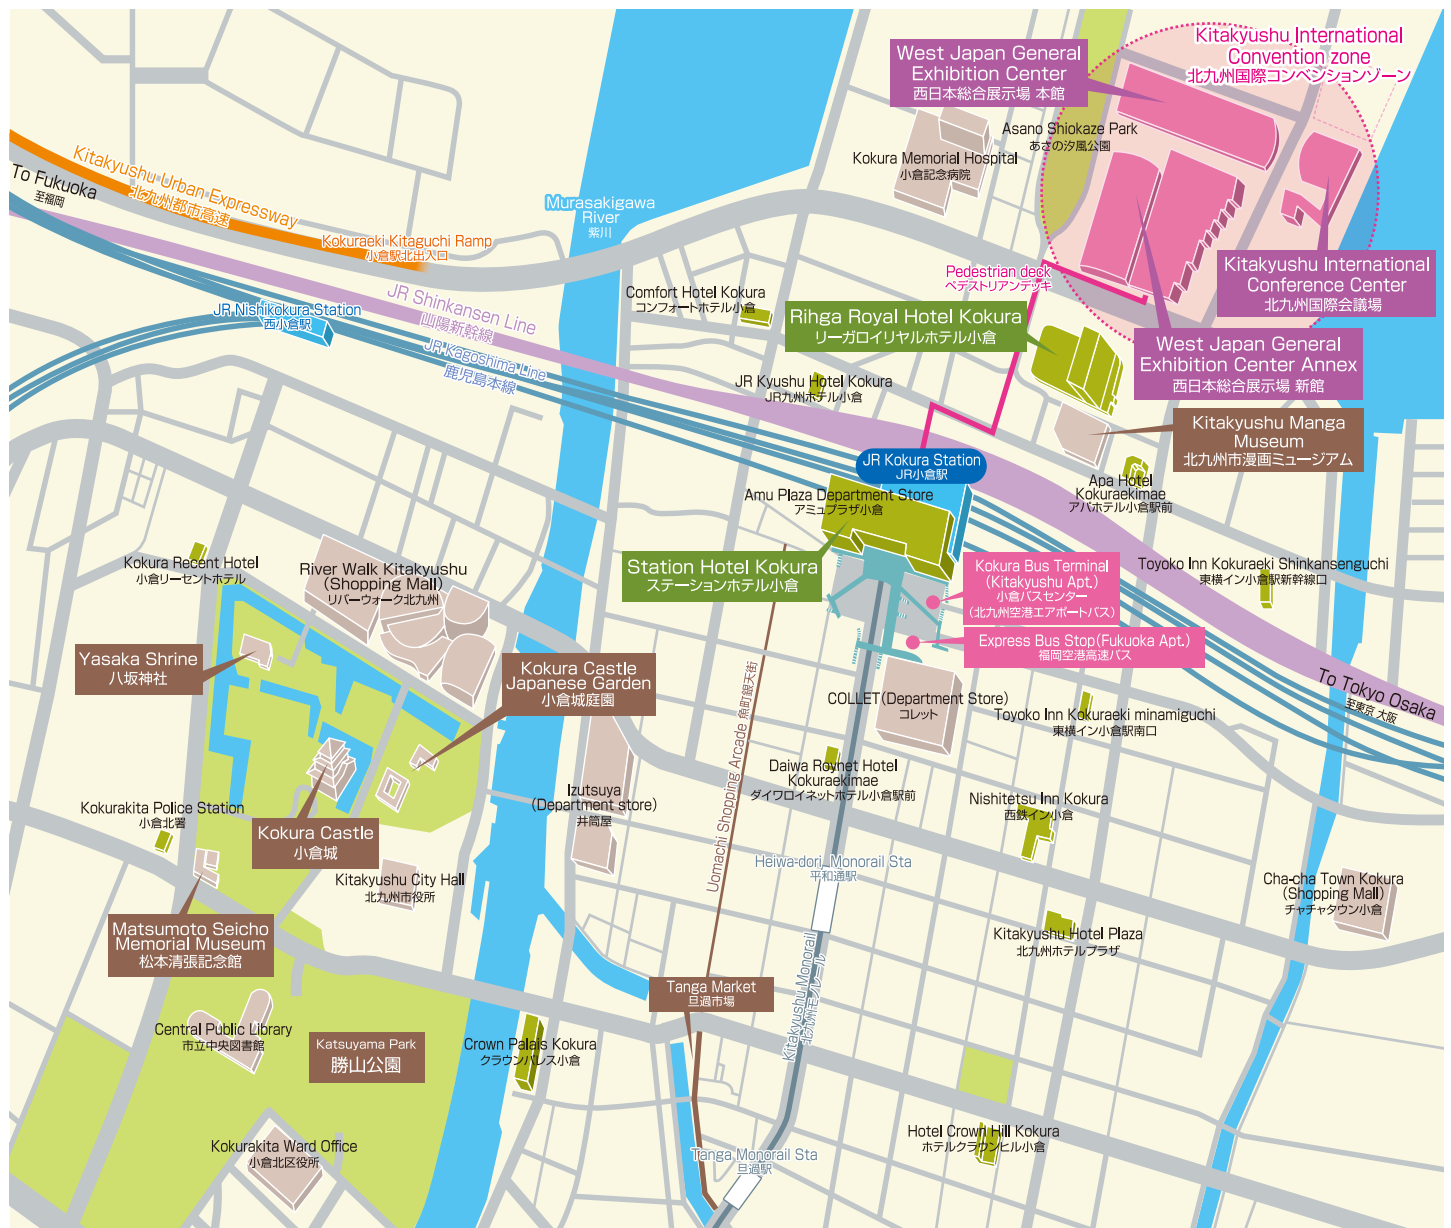 Kitakyushu International
Convention zone
北九州国際コンベンションゾーン
West Japan General
Exhibition Center
西日本総合展示場 本館
Asano Shiokaze Park
あさの汐風公園
Kokura Memorial Hospital
小倉記念病院
Kitakyushu Urban Expressway
北九州都市高速
To Fukuoka
至福岡
Murasakigawa
River
紫川
Kokuraeki Kitaguchi Ramp
小倉駅北出入口
Pedestrian deck
ペデストリアンデッキ
Kitakyushu International
Conference Center
北九州国際会議場
JR Shinkansen Line
山陽新幹線
JR Nishikokura Station
西小倉駅
Comfort Hotel Kokura
コンフォートホテル小倉
Rihga Royal Hotel Kokura
リーガロイヤルホテル小倉
West Japan General
Exhibition Center Annex
西日本総合展示場 新館
JR Kagoshima Line
鹿児島本線
JR Kyushu Hotel Kokura
JR九州ホテル小倉
Kitakyushu Manga
Museum
北九州市漫画ミュージアム
JR Kokura Station
JR小倉駅
Apa Hotel
Kokuraekimae
アパホテル小倉駅前
Amu Plaza Department Store
アミュプラザ小倉
Kokura Recent Hotel
小倉リーセントホテル
River Walk Kitakyushu
(Shopping Mall)
リバーウォーク北九州
Station Hotel Kokura
ステーションホテル小倉
Kokura Bus Terminal
(Kitakyushu Apt.)
小倉バスセンター
(北九州空港エアポートバス)
Toyoko Inn Kokuraeki Shinkansenguchi
東横イン小倉駅新幹線口
Express Bus Stop(Fukuoka Apt.)
福岡空港高速バス
Yasaka Shrine
八坂神社
Kokura Castle
Japanese Garden
小倉城庭園
To Tokyo Osaka
至東京 大阪
COLLET(Department Store)
コレット
Toyoko Inn Kokuraeki minamiguchi
東横イン小倉駅南口
Uomachi Shopping Arcade 魚町銀天街
Daiwa Roynet Hotel
Kokuraekimae
ダイワロイネットホテル小倉駅前
Izutsuya
(Department store)
井筒屋
Nishitetsu Inn Kokura
西鉄イン小倉
Kokurakita Police Station
小倉北署
Kokura Castle
小倉城
Heiwa-dori, Monorail Sta
平和通駅
Kitakyushu City Hall
北九州市役所
Cha-cha Town Kokura
(Shopping Mall)
チャチャタウン小倉
Matsumoto Seicho
Memorial Museum
松本清張記念館
Kitakyushu Hotel Plaza
北九州ホテルプラザ
Tanga Market
旦過市場
Kitakyushu Monorail
北九州モノレール
Central Public Library
市立中央図書館
Katsuyama Park
勝山公園
Crown Palais Kokura
クラウンパレス小倉
Kokurakita Ward Office
小倉北区役所
Hotel Crown Hill Kokura
ホテルクラウンヒル小倉
Tanga Monorail Sta
旦過駅